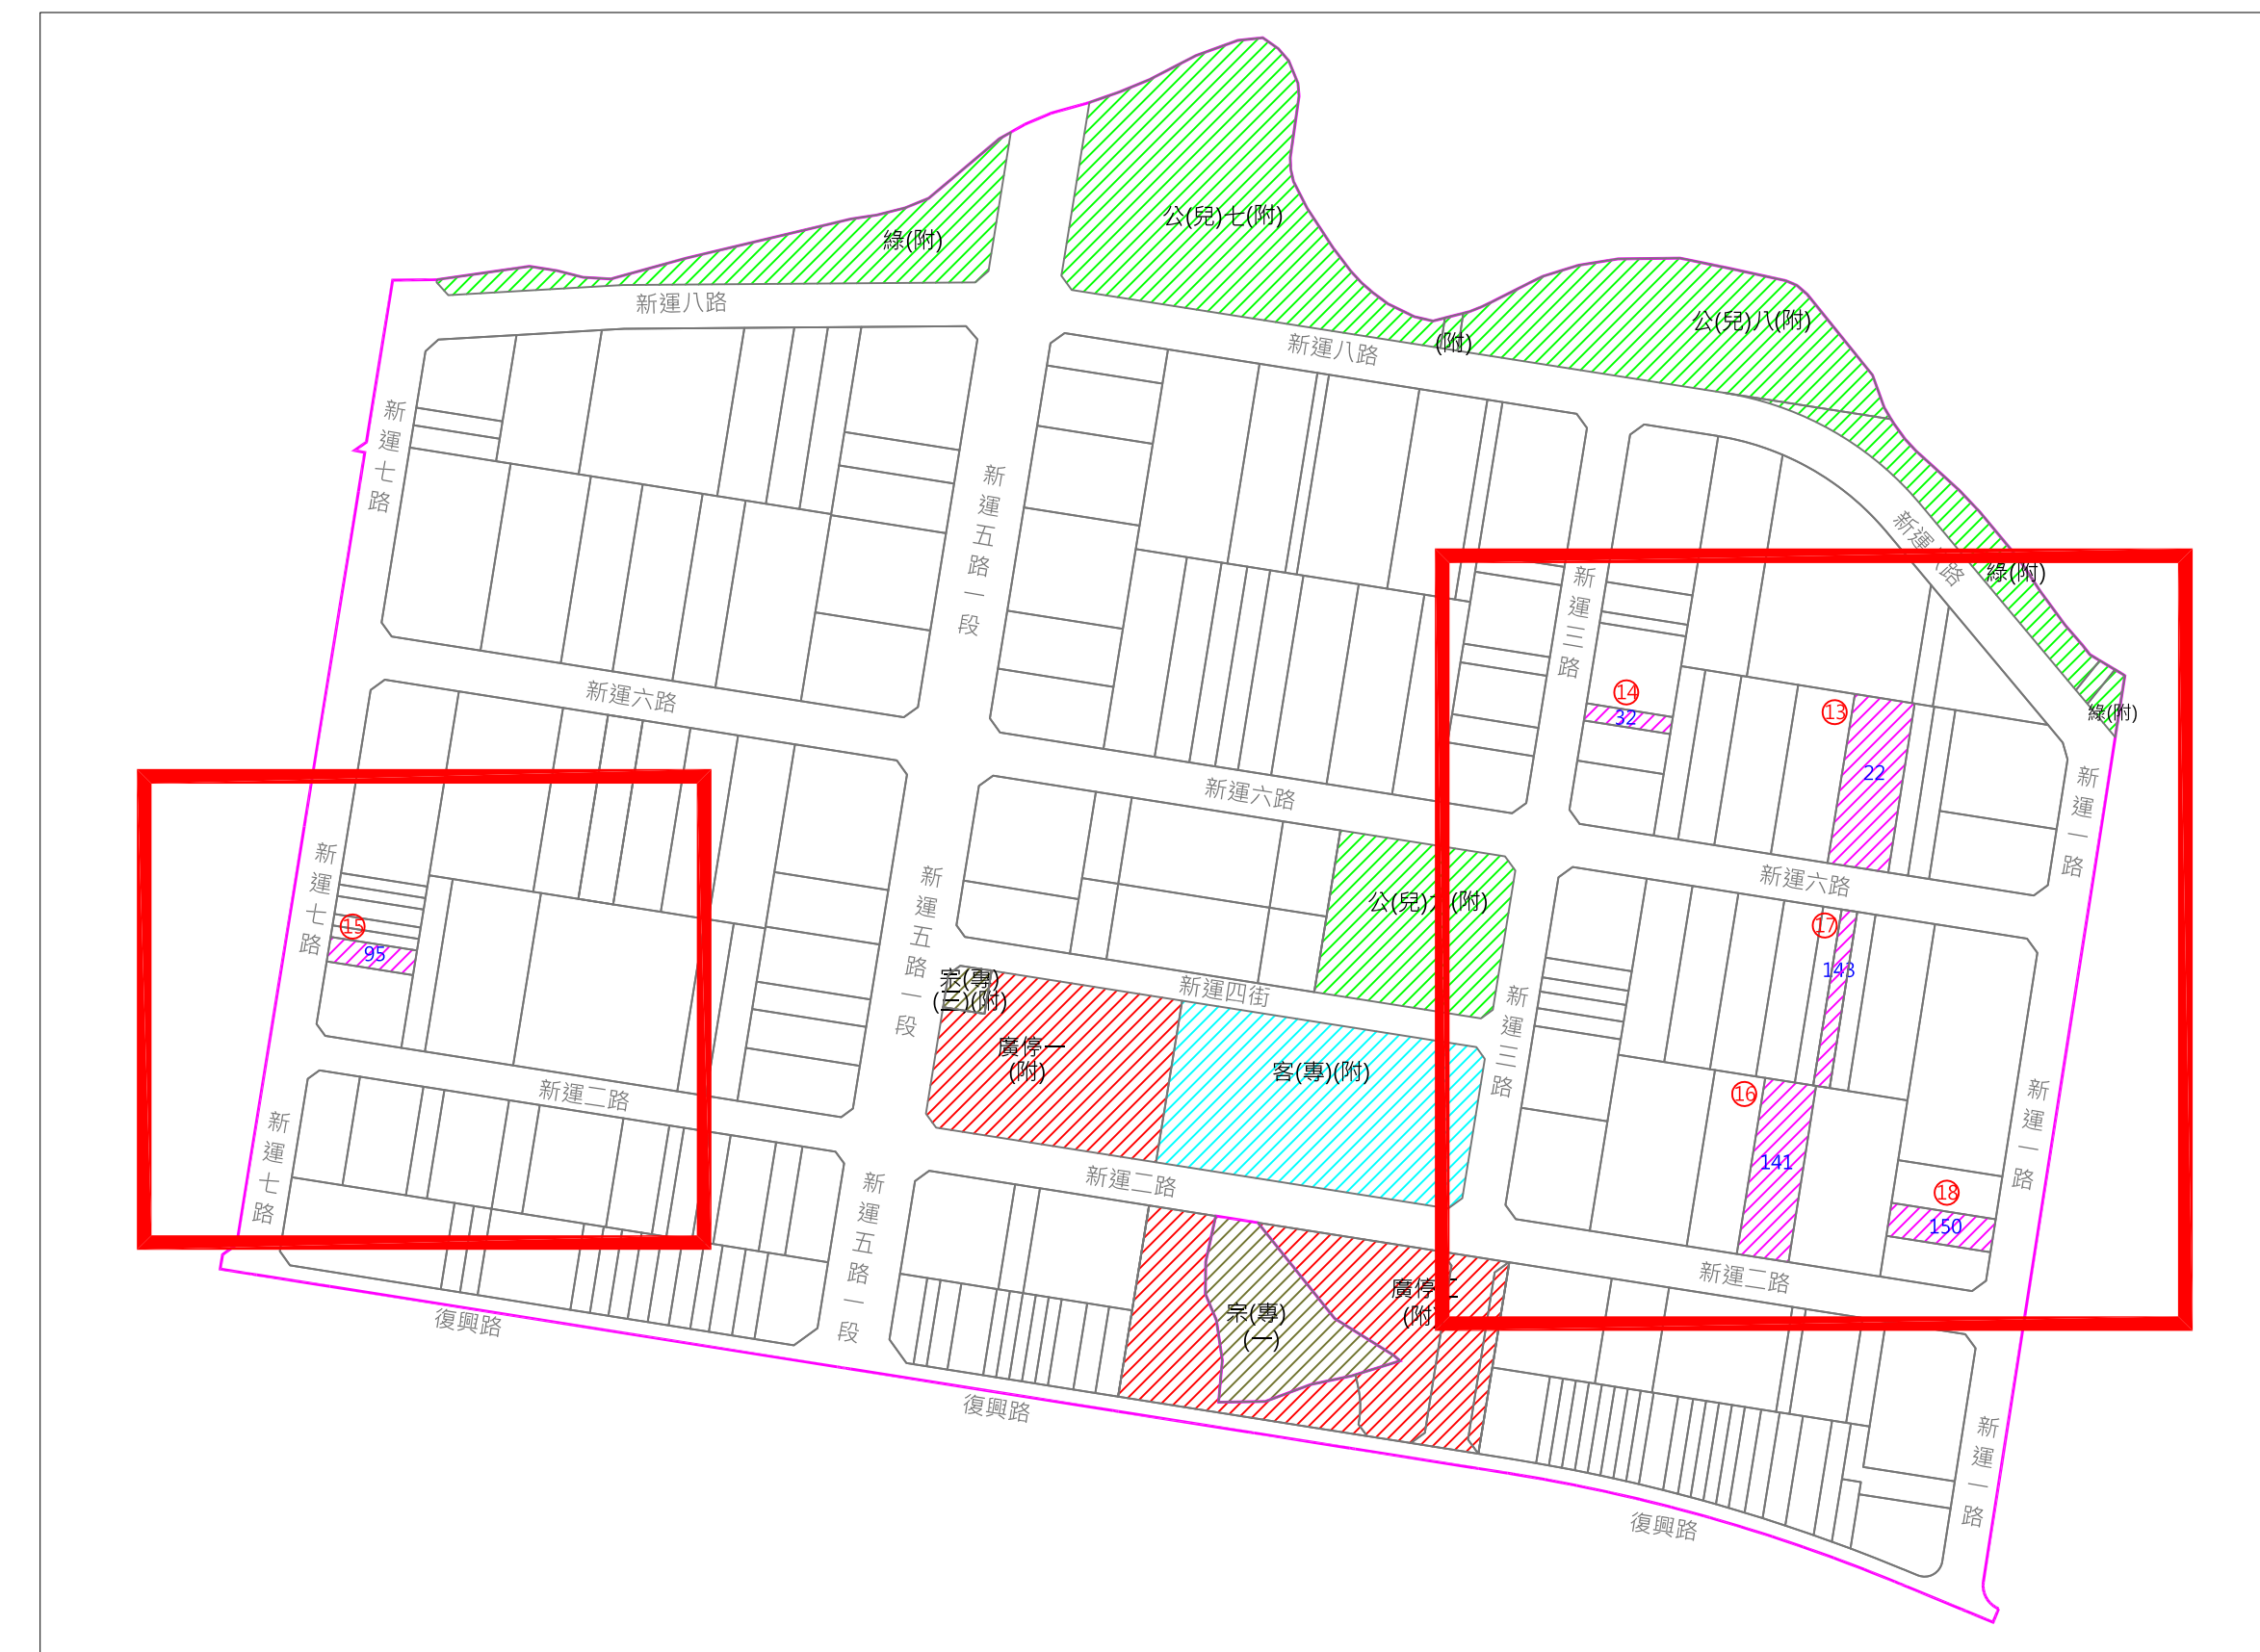 公(兒)七(附)
綠(附)
新運八路
新運八路
(附)
公(兒)八(附)
新運七路
新運五路一段
新運八路
綠(附)
新運三路
14
32
13
22
綠(附)
新運一路
新運六路
新運六路
新運六路
新運七路
15
95
新運五路一段
公(兒)六(附)
17
143
宗(專)
(三)(附)
新運四街
新運三路
廣停一
(附)
客(專)(附)
16
141
新運一路
新運二路
新運七路
新運五路一段
新運二路
18
150
新運二路
廣停二
(附)
宗(專)
(一)
復興路
復興路
復興路
新運一路